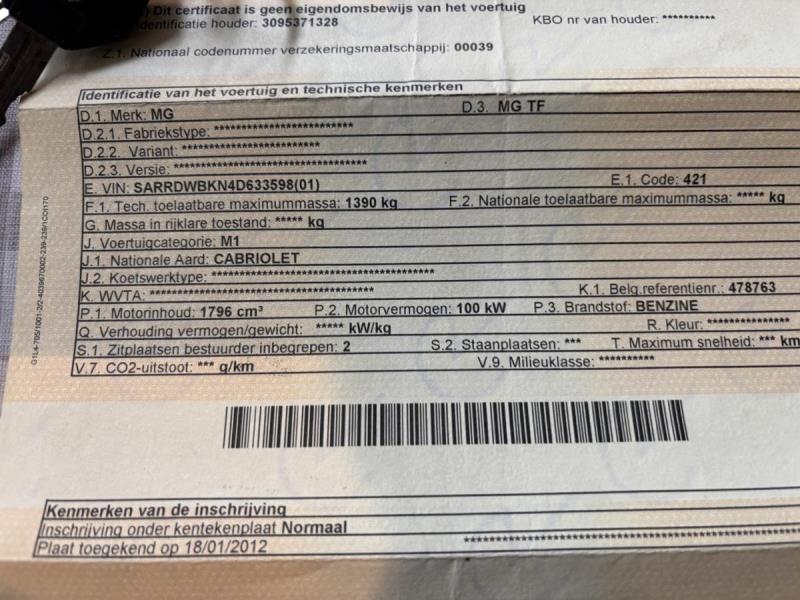 ) Dit certificaat is geen eigendomsbewijs van het voertuig
identificatie houder: 3095371328 KBO nr van houder: **********
Z.1. Nationaal codenummer verzekeringsmaatschappij: 00039
Identificatie van het voertuig en technische kenmerken
D.1. Merk: MG D.3. MG TF
D.2.1. Fabriekstype: *************************
D.2.2. Variant: *************************
D.2.3. Versie: ***********************************
E. VIN: SARRDWBKN4D633598(01) E.1. Code: 421
F.1. Tech. toelaatbare maximummassa: 1390 kg F.2. Nationale toelaatbare maximummassa: ***** kg
G. Massa in rijklare toestand: ***** kg
J. Voertuigcategorie: M1
J.1. Nationale Aard: CABRIOLET
J.2. Koetswerktype: ****************************************
K. WVTA: **************************************** K.1. Belg.referentienr.: 478763
P.1. Motorinhoud: 1796 cm³ P.2. Motorvermogen: 100 kW P.3. Brandstof: BENZINE
Q. Verhouding vermogen/gewicht: ***** kW/kg R. Kleur: ***************
S.1. Zitplaatsen bestuurder inbegrepen: 2 S.2. Staanplaatsen: *** T. Maximum snelheid: *** km
V.7. CO2-uitstoot: *** g/km V.9. Milieuklasse: **********
Kenmerken van de inschrijving
Inschrijving onder kentekenplaat Normaal
Plaat toegekend op 18/01/2012 ****************************************